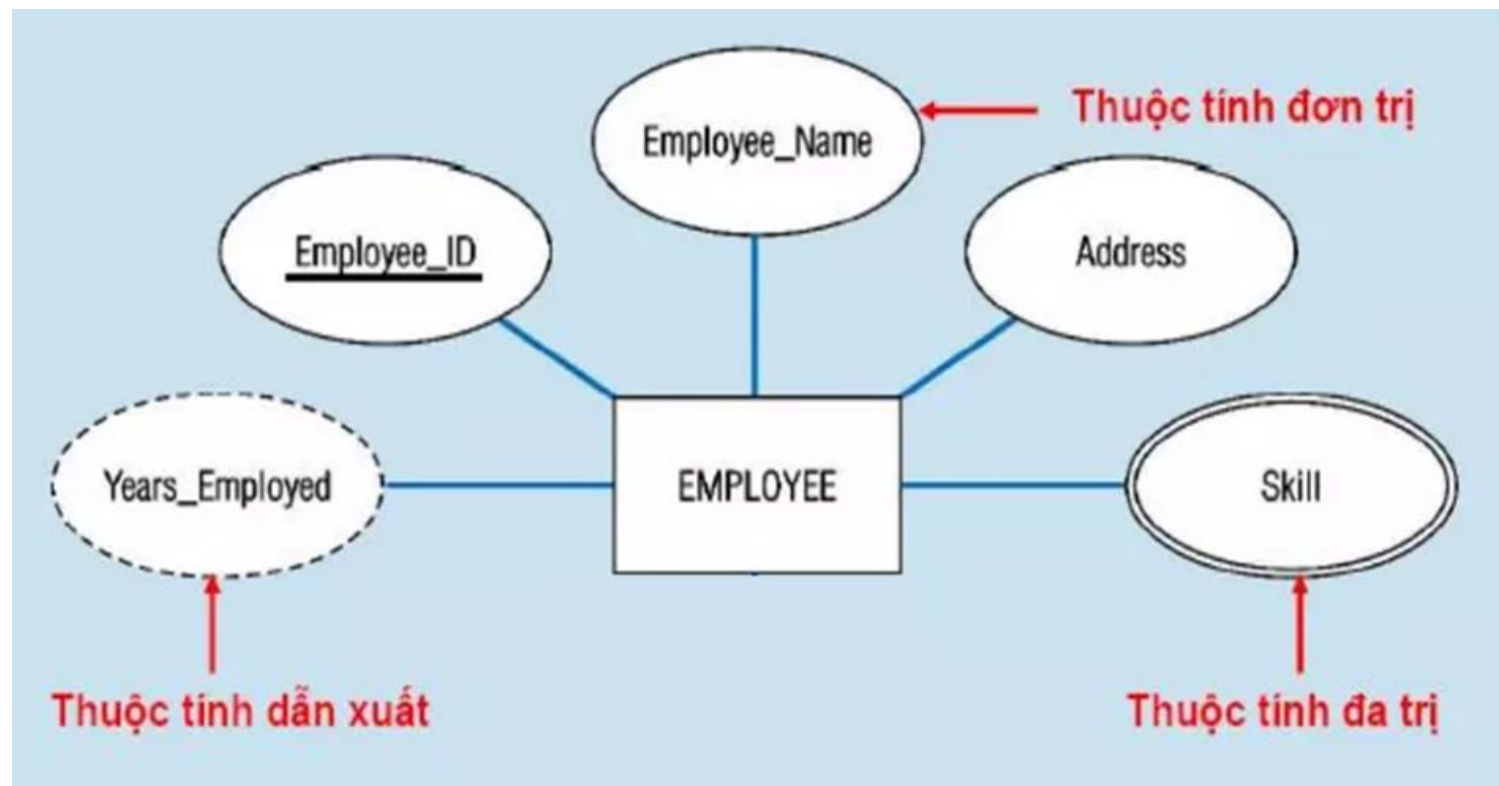 Employee_Name
Thuộc tính đơn trị
Employee_ID
Address
Years_Employed
EMPLOYEE
Skill
Thuộc tính dẫn xuất
Thuộc tính đa trị